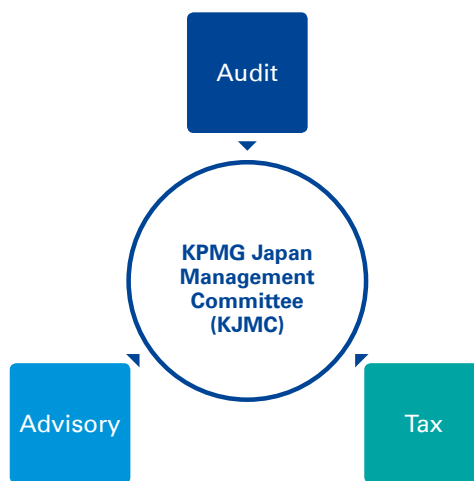 Audit
KPMG Japan
Management
Committee
(KJMC)
Advisory
Tax